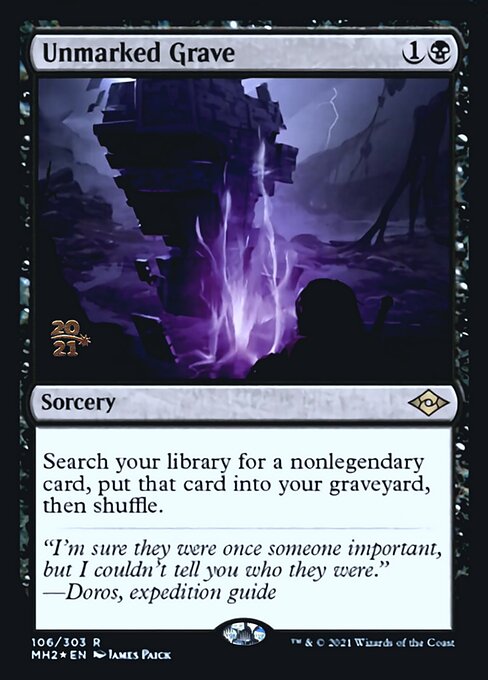 Unmarked Grave 1
20
21
Sorcery
Search your library for a nonlegendary
card, put that card into your graveyard,
then shuffle.
“I’m sure they were once someone important,
but I couldn’t tell you who they were.”
—Doros, expedition guide
106/303 R
MH2★EN James Paick
™ & © 2021 Wizards of the Coast